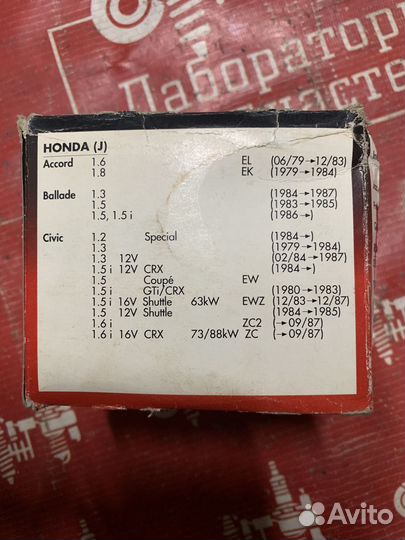 Лаборатор
стасте
HONDA (J)
Accord 1.6 EL (06/79→12/83)
1.8 EK (1979→1984)
Ballade 1.3 (1984→1987)
1.5 (1983→1985)
1.5, 1.5 i (1986→)
Civic 1.2 Special (1984→)
1.3 (1979→1984)
1.3 12V (02/84→1987)
1.5 i 12V CRX (1984→)
1.5 Coupé EW
1.5 i GTi/CRX (1980→1983)
1.5 i 16V Shuttle 63kW EWZ (12/83→12/87)
1.5 12V Shuttle (1984→1985)
1.6 i ZC2 (→09/87)
1.6 i 16V CRX 73/88kW ZC (→09/87)
Avito